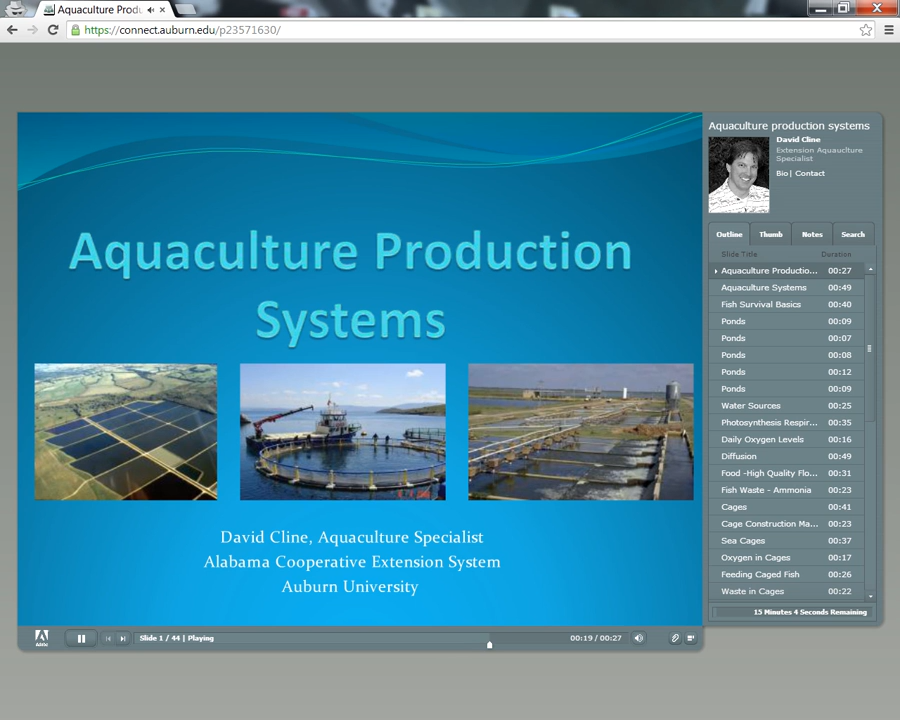 Aquaculture Produ
https://connect.auburn.edu/p23571630/
Aquaculture Production
Systems
David Cline, Aquaculture Specialist
Alabama Cooperative Extension System
Auburn University
Adobe
Slide 1 / 44 | Playing
00:19 / 00:27
Aquaculture production systems
David Cline
Extension Aquauclture
Specialist
Bio | Contact
Outline Thumb Notes Search
Slide Title Duration
Aquaculture Productio... 00:27
Aquaculture Systems 00:49
Fish Survival Basics 00:40
Ponds 00:09
Ponds 00:07
Ponds 00:08
Ponds 00:12
Ponds 00:09
Water Sources 00:25
Photosynthesis Respir... 00:35
Daily Oxygen Levels 00:16
Diffusion 00:49
Food -High Quality Flo... 00:31
Fish Waste - Ammonia 00:23
Cages 00:41
Cage Construction Ma... 00:23
Sea Cages 00:37
Oxygen in Cages 00:17
Feeding Caged Fish 00:26
Waste in Cages 00:22
15 Minutes 4 Seconds Remaining